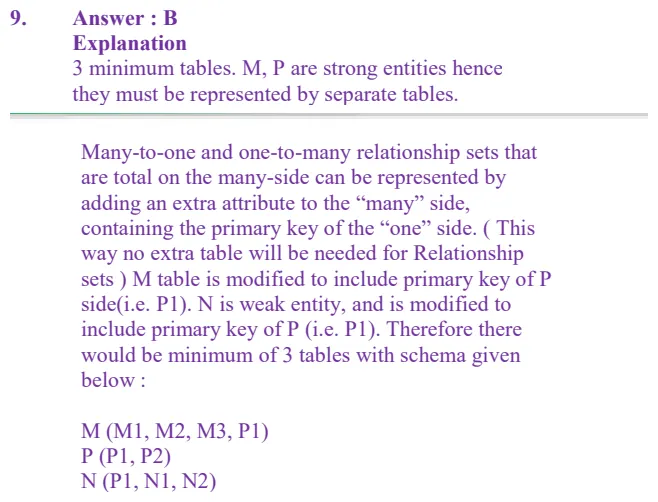 9. Answer : B
Explanation
3 minimum tables. M, P are strong entities hence
they must be represented by separate tables.
Many-to-one and one-to-many relationship sets that
are total on the many-side can be represented by
adding an extra attribute to the “many” side,
containing the primary key of the “one” side. ( This
way no extra table will be needed for Relationship
sets ) M table is modified to include primary key of P
side(i.e. P1). N is weak entity, and is modified to
include primary key of P (i.e. P1). Therefore there
would be minimum of 3 tables with schema given
below :
M (M1, M2, M3, P1)
P (P1, P2)
N (P1, N1, N2)